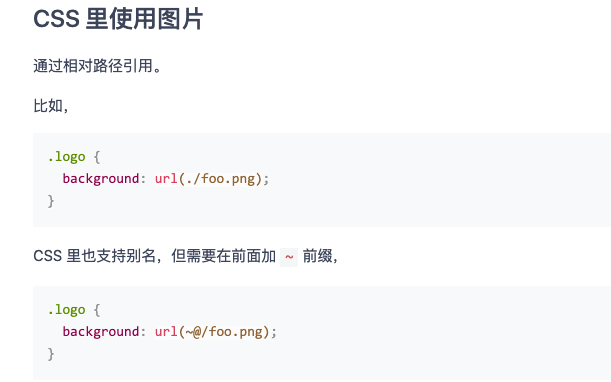 CSS 里使用图片
通过相对路径引用。
比如，
.logo {
  background: url(./foo.png);
}
CSS 里也支持别名，但需要在前面加 ~ 前缀，
.logo {
  background: url(~@/foo.png);
}